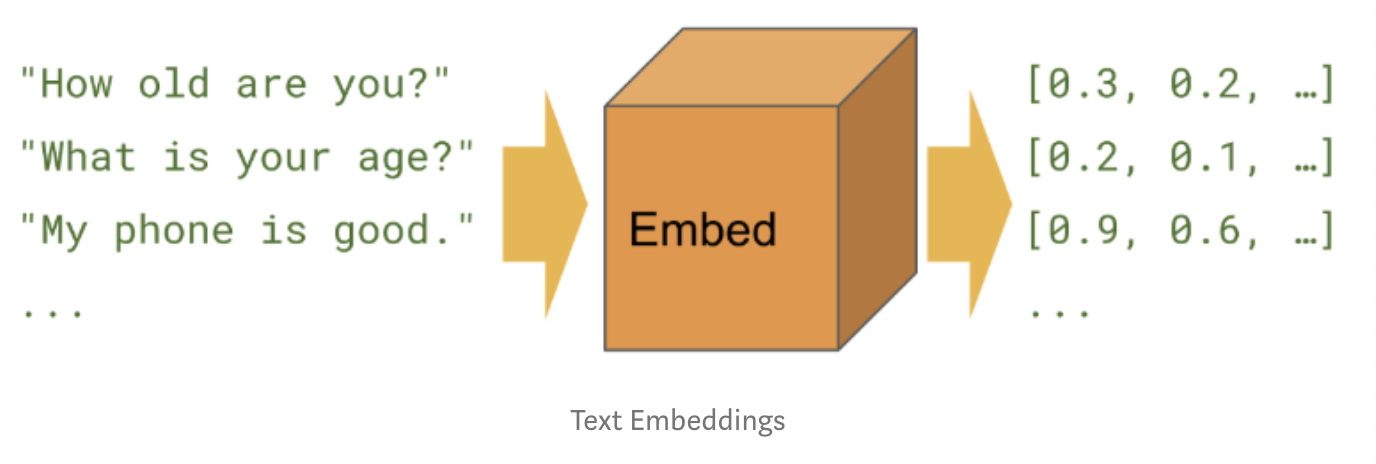 "How old are you?"
"What is your age?"
"My phone is good."
...
Embed
[0.3, 0.2, …]
[0.2, 0.1, …]
[0.9, 0.6, …]
...
Text Embeddings